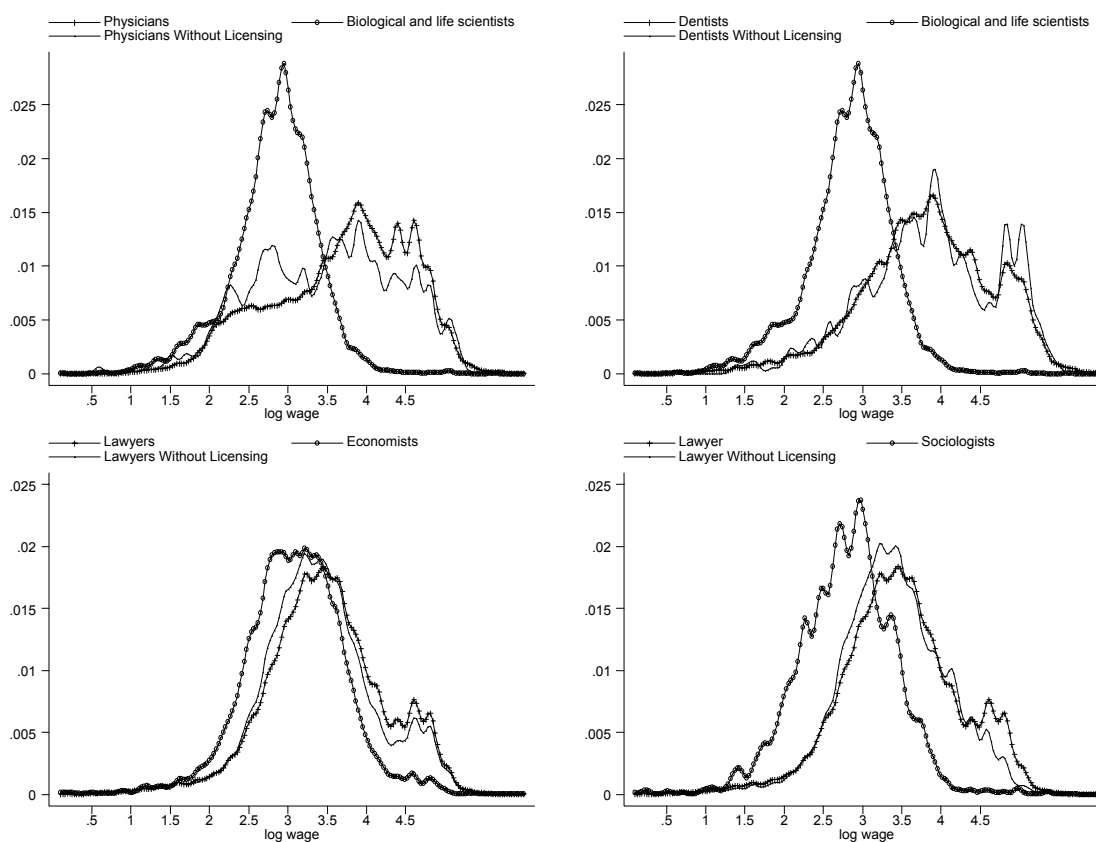 Physicians
Biological and life scientists
Physicians Without Licensing
.025
.02
.015
.01
.005
0
.5 1 1.5 2 2.5 3 3.5 4 4.5
log wage
Dentists
Biological and life scientists
Dentists Without Licensing
.025
.02
.015
.01
.005
0
.5 1 1.5 2 2.5 3 3.5 4 4.5
log wage
Lawyers
Economists
Lawyers Without Licensing
.025
.02
.015
.01
.005
0
.5 1 1.5 2 2.5 3 3.5 4 4.5
log wage
Lawyer
Sociologists
Lawyer Without Licensing
.025
.02
.015
.01
.005
0
.5 1 1.5 2 2.5 3 3.5 4 4.5
log wage